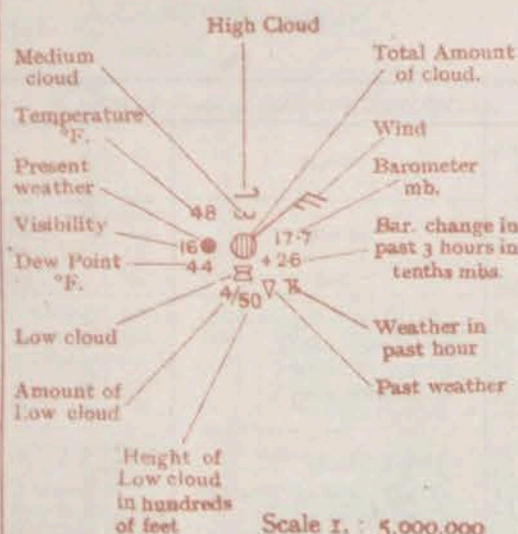 High Cloud
Medium
cloud
Total Amount
of cloud.
Temperature
°F.
Wind
Present
weather
Barometer
mb.
48
Visibility
16
17·7
Bar. change in
past 3 hours in
tenths mbs.
Dew Point
°F.
44
+26
4/50
Low cloud
Weather in
past hour
Amount of
Low cloud
Past weather
Height of
Low cloud
in hundreds
of feet
Scale 1. : 5,000,000